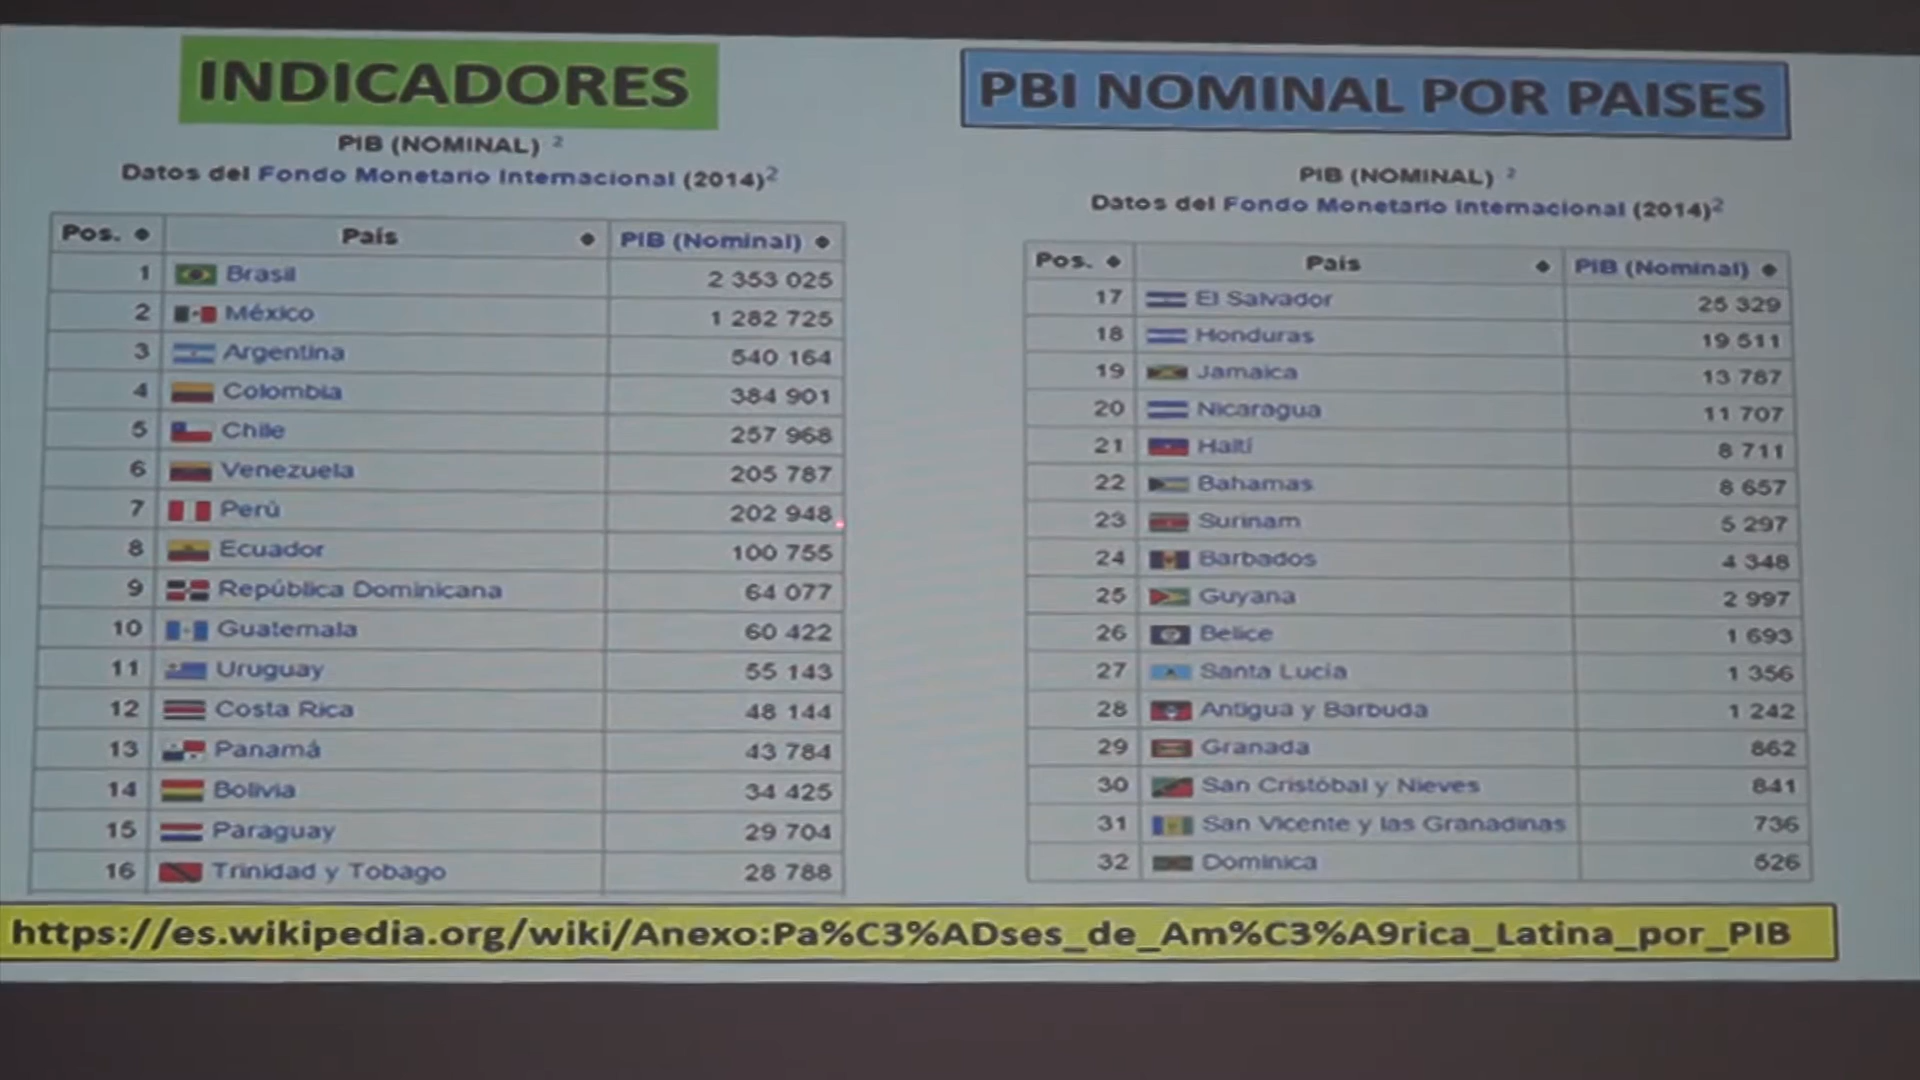 INDICADORES
PIB (NOMINAL) 2
Datos del Fondo Monetario Internacional (2014)2
Pos. País PIB (Nominal)
1 Brasil 2 353 025
2 México 1 282 725
3 Argentina 540 164
4 Colombia 384 901
5 Chile 257 968
6 Venezuela 205 787
7 Perú 202 948
8 Ecuador 100 755
9 República Dominicana 64 077
10 Guatemala 60 422
11 Uruguay 55 143
12 Costa Rica 48 144
13 Panamá 43 784
14 Bolivia 34 425
15 Paraguay 29 704
16 Trinidad y Tobago 28 788
PBI NOMINAL POR PAISES
PIB (NOMINAL) 2
Datos del Fondo Monetario Internacional (2014)2
Pos. País PIB (Nominal)
17 El Salvador 25 329
18 Honduras 19 511
19 Jamaica 13 787
20 Nicaragua 11 707
21 Haití 8 711
22 Bahamas 8 657
23 Surinam 5 297
24 Barbados 4 348
25 Guyana 2 997
26 Belice 1 693
27 Santa Lucía 1 356
28 Antigua y Barbuda 1 242
29 Granada 862
30 San Cristóbal y Nieves 841
31 San Vicente y las Granadinas 736
32 Dominica 526
https://es.wikipedia.org/wiki/Anexo:Pa%C3%ADses_de_Am%C3%A9rica_Latina_por_PIB